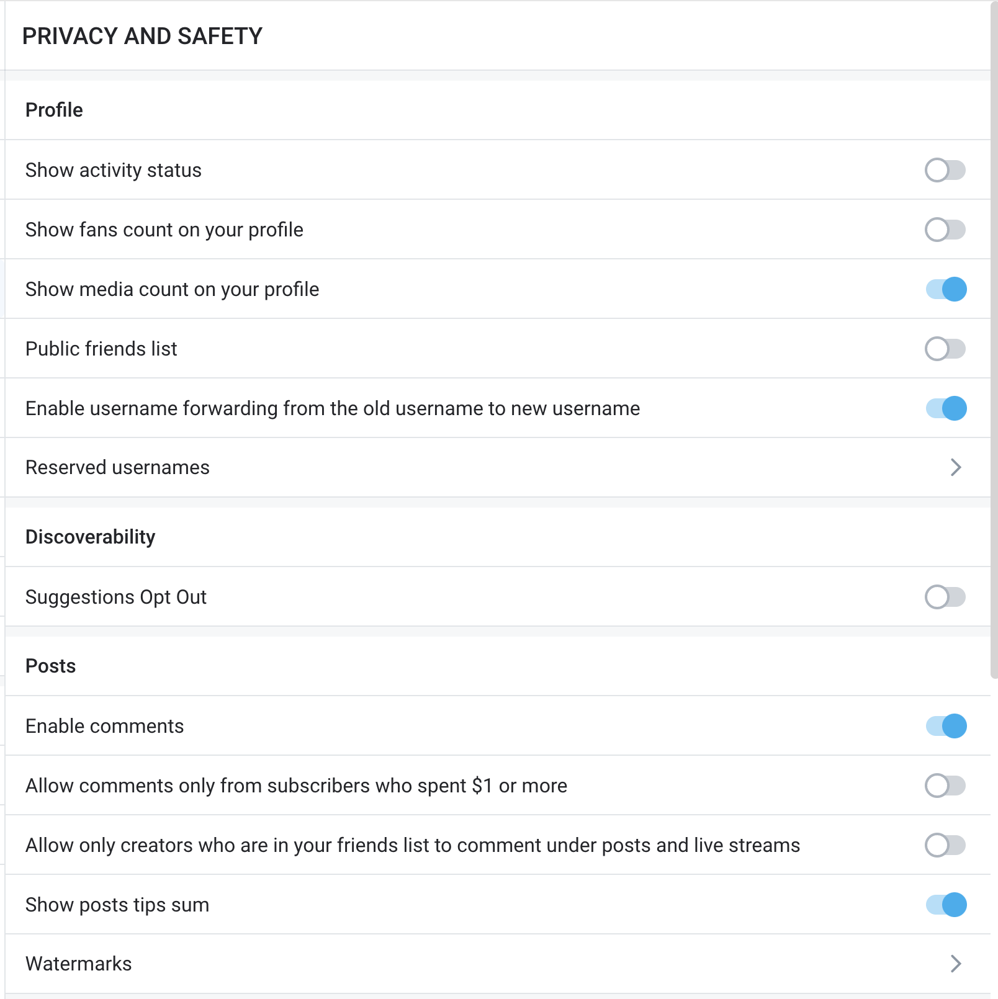 PRIVACY AND SAFETY
Profile
Show activity status
Show fans count on your profile
Show media count on your profile
Public friends list
Enable username forwarding from the old username to new username
Reserved usernames
Discoverability
Suggestions Opt Out
Posts
Enable comments
Allow comments only from subscribers who spent $1 or more
Allow only creators who are in your friends list to comment under posts and live streams
Show posts tips sum
Watermarks